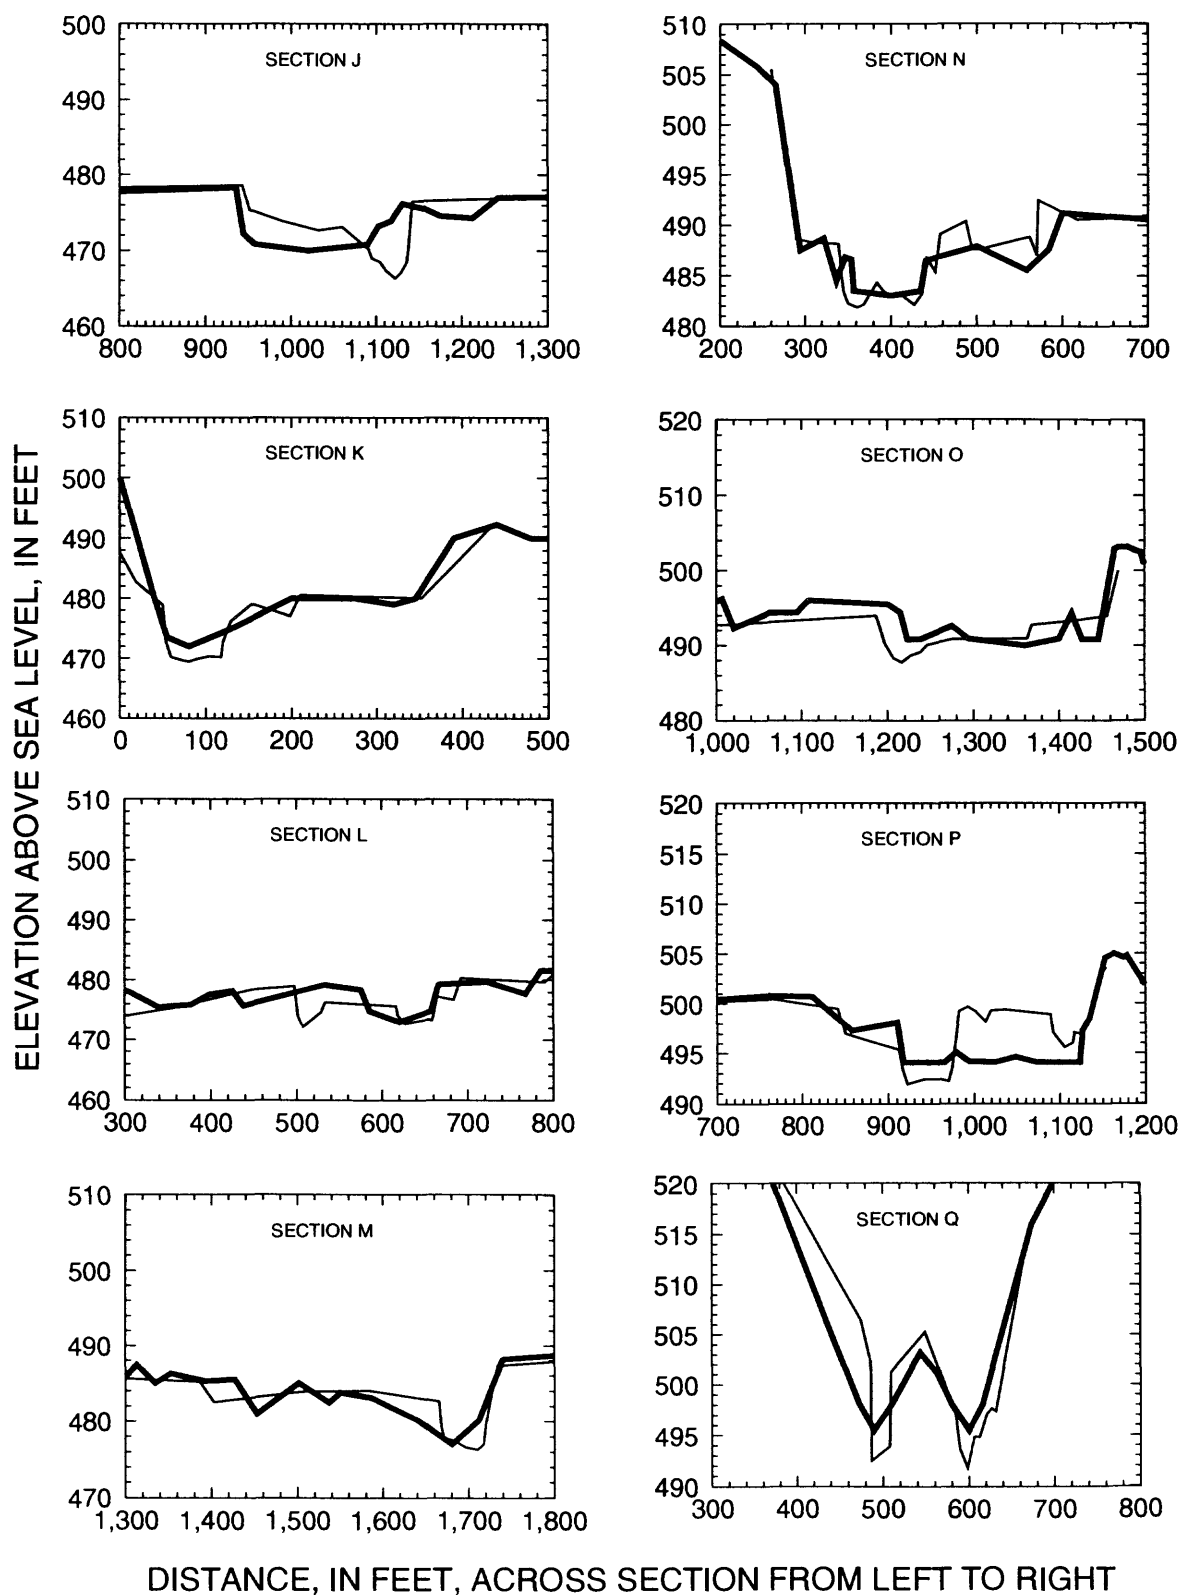 ELEVATION ABOVE SEA LEVEL, IN FEET
SECTION J
500
490
480
470
460
800 900 1,000 1,100 1,200 1,300
SECTION N
510
505
500
495
490
485
480
200 300 400 500 600 700
SECTION K
510
500
490
480
470
460
0 100 200 300 400 500
SECTION O
520
510
500
490
480
1,000 1,100 1,200 1,300 1,400 1,500
SECTION L
510
500
490
480
470
460
300 400 500 600 700 800
SECTION P
520
515
510
505
500
495
490
700 800 900 1,000 1,100 1,200
SECTION M
510
500
490
480
470
1,300 1,400 1,500 1,600 1,700 1,800
SECTION Q
520
515
510
505
500
495
490
300 400 500 600 700 800
DISTANCE, IN FEET, ACROSS SECTION FROM LEFT TO RIGHT